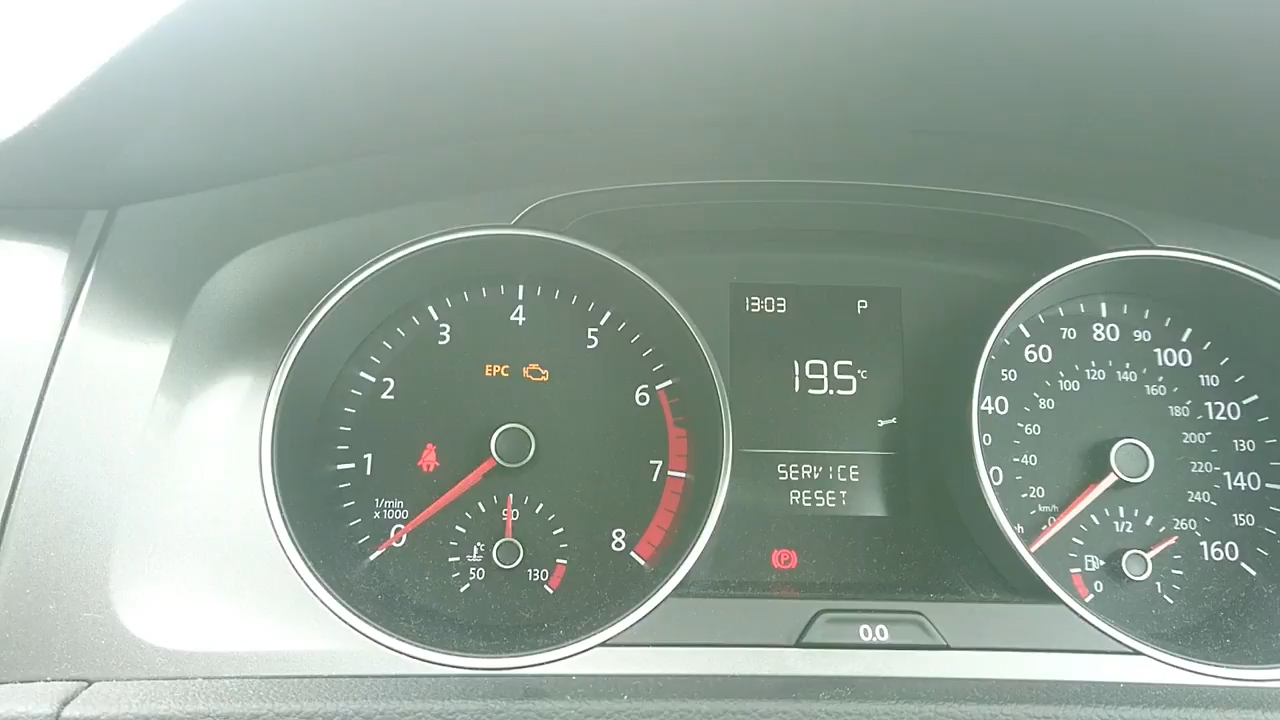 13:03 P
19.5 °C
SERVICE
RESET
EPC
0 1 2 3 4 5 6 7 8
1/min
x 1000
50 90 130
°C
P
0.0
0 40 60 80 100 120 140 160
50 70 90 110 130 150
km/h
0 20 40 60 80 100 120 140 160 180 200 220 240 260
0 1/2 1